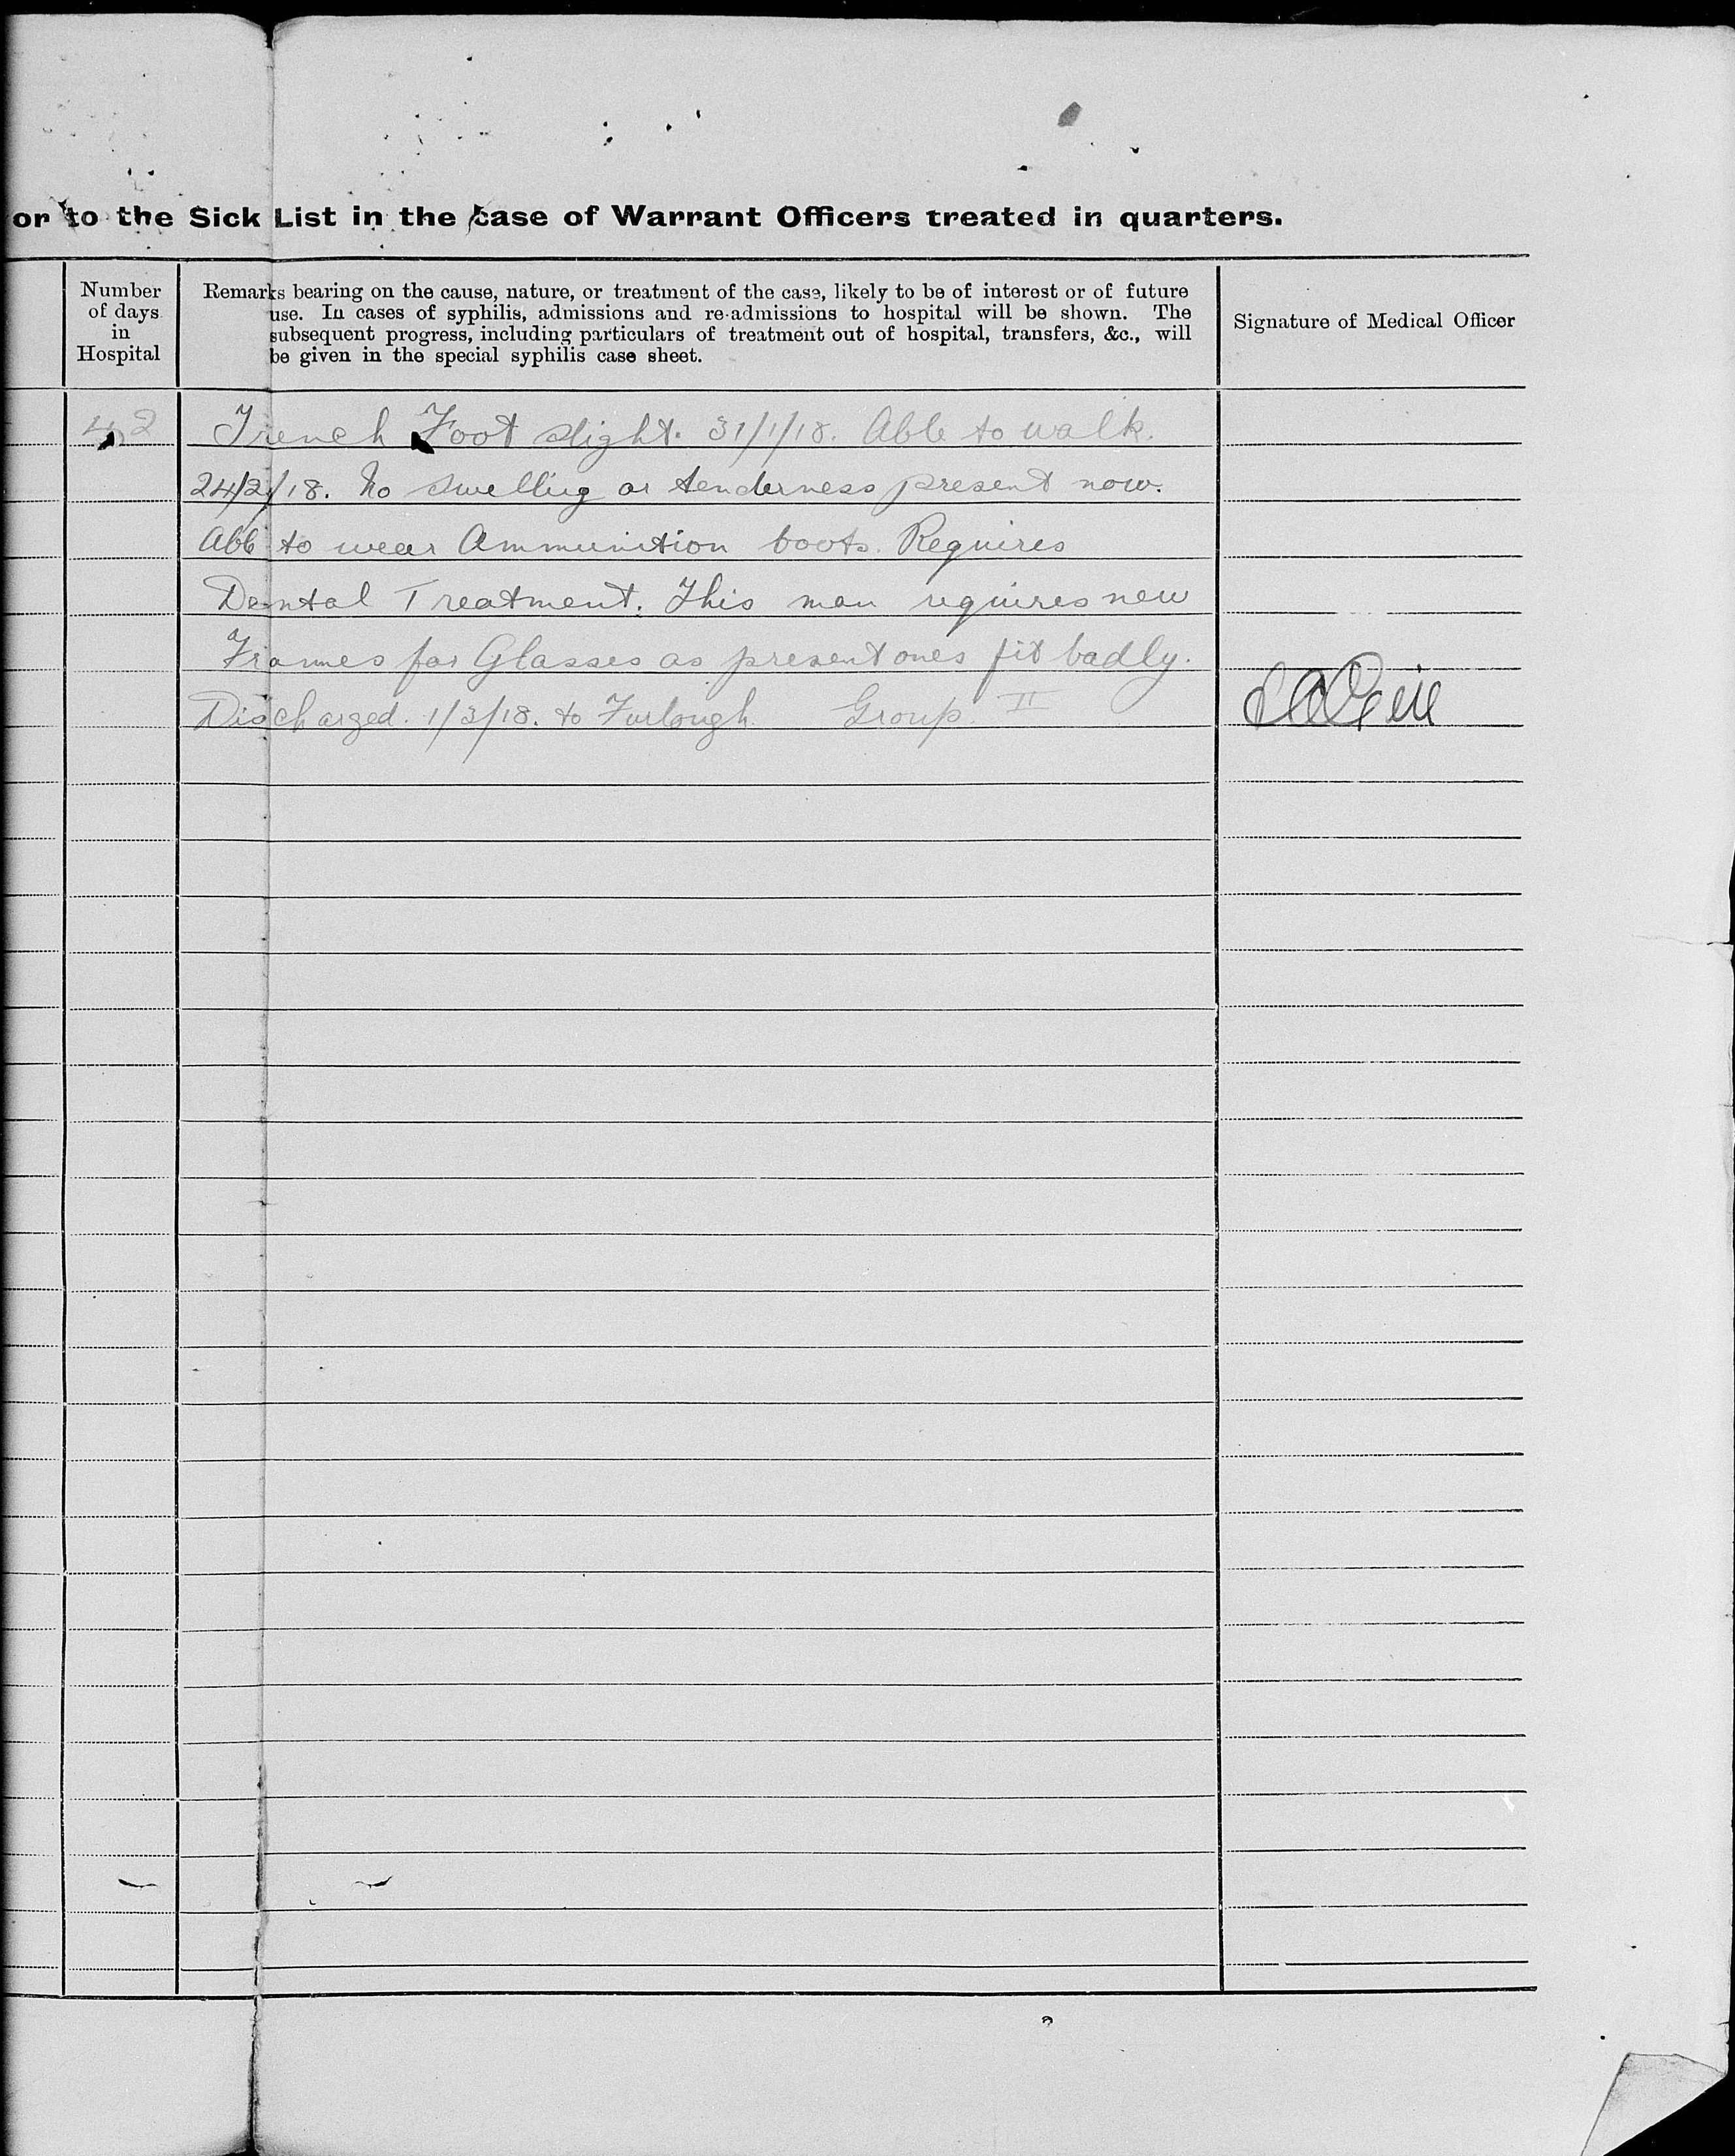 or to the Sick List in the case of Warrant Officers treated in quarters.
Number
of days
in
Hospital
Remarks bearing on the cause, nature, or treatment of the case, likely to be of interest or of future
use. In cases of syphilis, admissions and re-admissions to hospital will be shown. The
subsequent progress, including particulars of treatment out of hospital, transfers, &c., will
be given in the special syphilis case sheet.
Signature of Medical Officer
42
Trench Foot slight. 31/1/18. Able to walk.
24/2/18. No swelling or tenderness present now.
Able to wear Ammunition boots. Requires
Dental Treatment. This man requires new
Frames for Glasses as present ones fit badly.
Discharged. 1/3/18. to Furlough. Group II